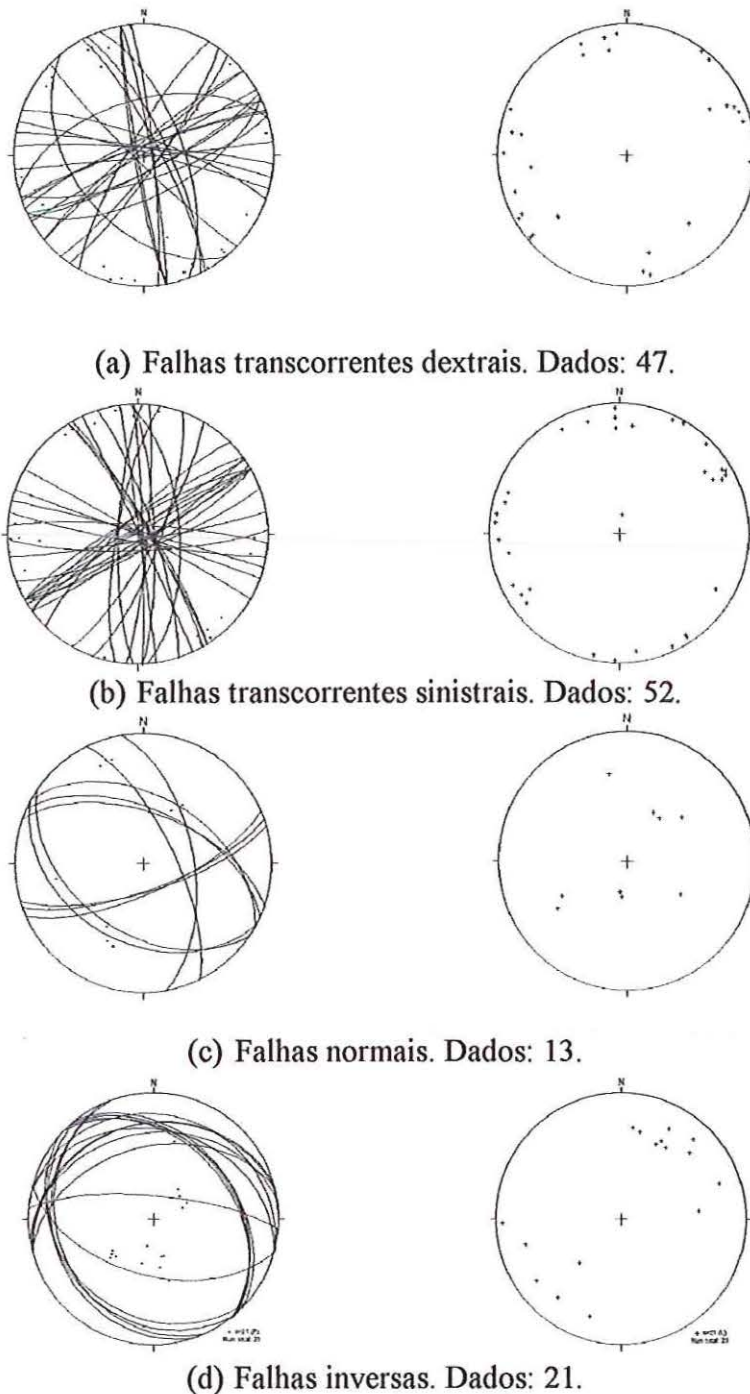 N
(a) Falhas transcorrentes dextrais. Dados: 47.
N
N
(b) Falhas transcorrentes sinistrais. Dados: 52.
N
N
(c) Falhas normais. Dados: 13.
N
(d) Falhas inversas. Dados: 21.